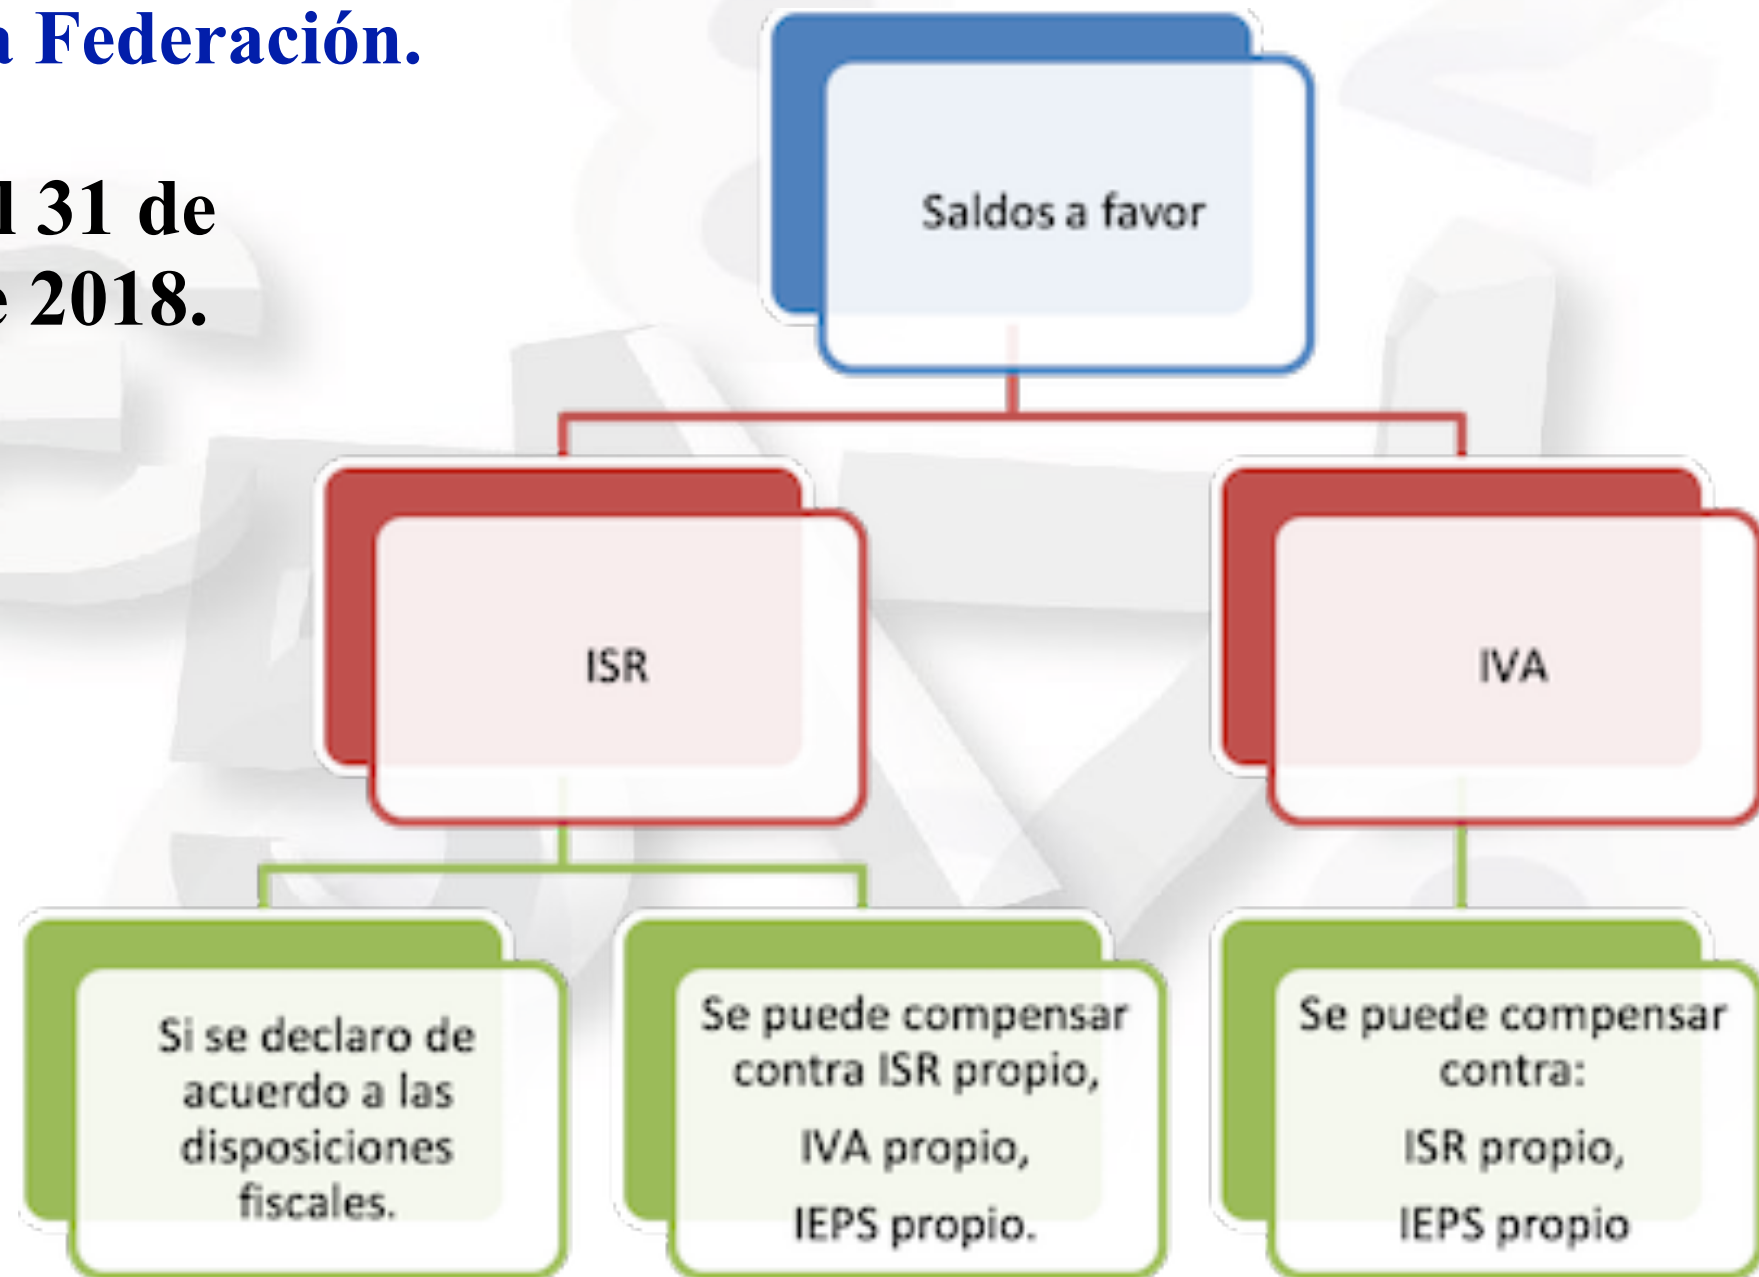 a Federación.
l 31 de
e 2018.
Saldos a favor
ISR
IVA
Si se declaro de
acuerdo a las
disposiciones
fiscales.
Se puede compensar
contra ISR propio,
IVA propio,
IEPS propio.
Se puede compensar
contra:
ISR propio,
IEPS propio